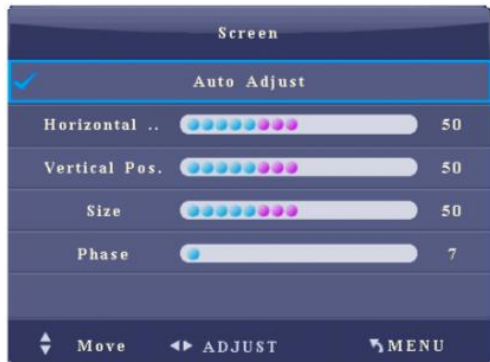 Screen
Auto Adjust
Horizontal .. 50
Vertical Pos. 50
Size 50
Phase 7
Move ADJUST MENU